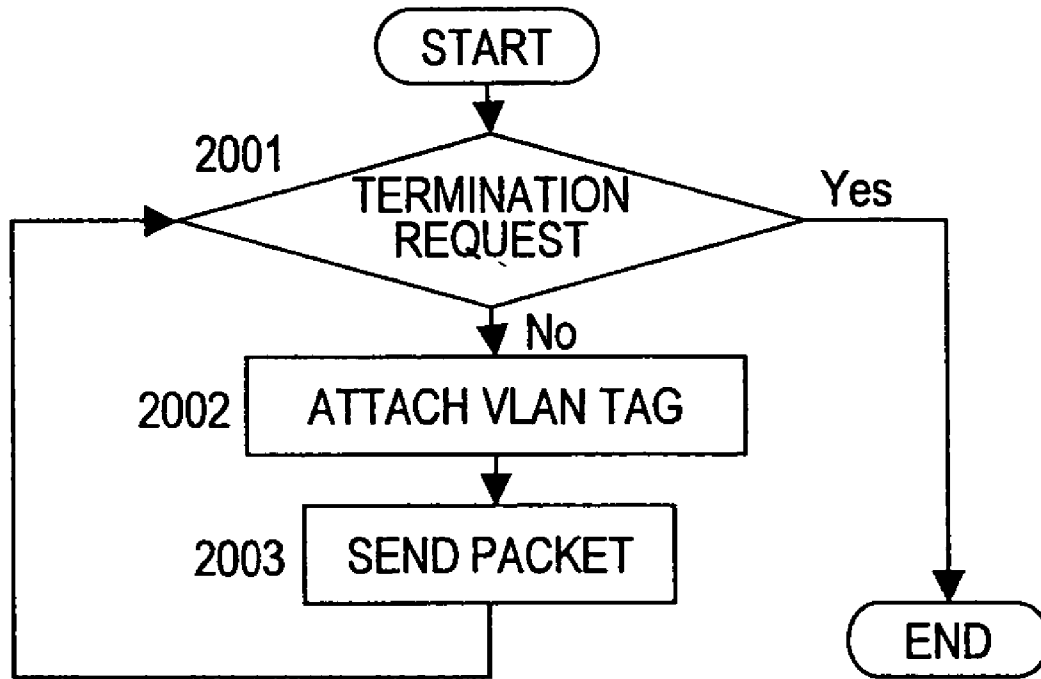 START
2001
TERMINATION
REQUEST
Yes
No
2002
ATTACH VLAN TAG
2003
SEND PACKET
END